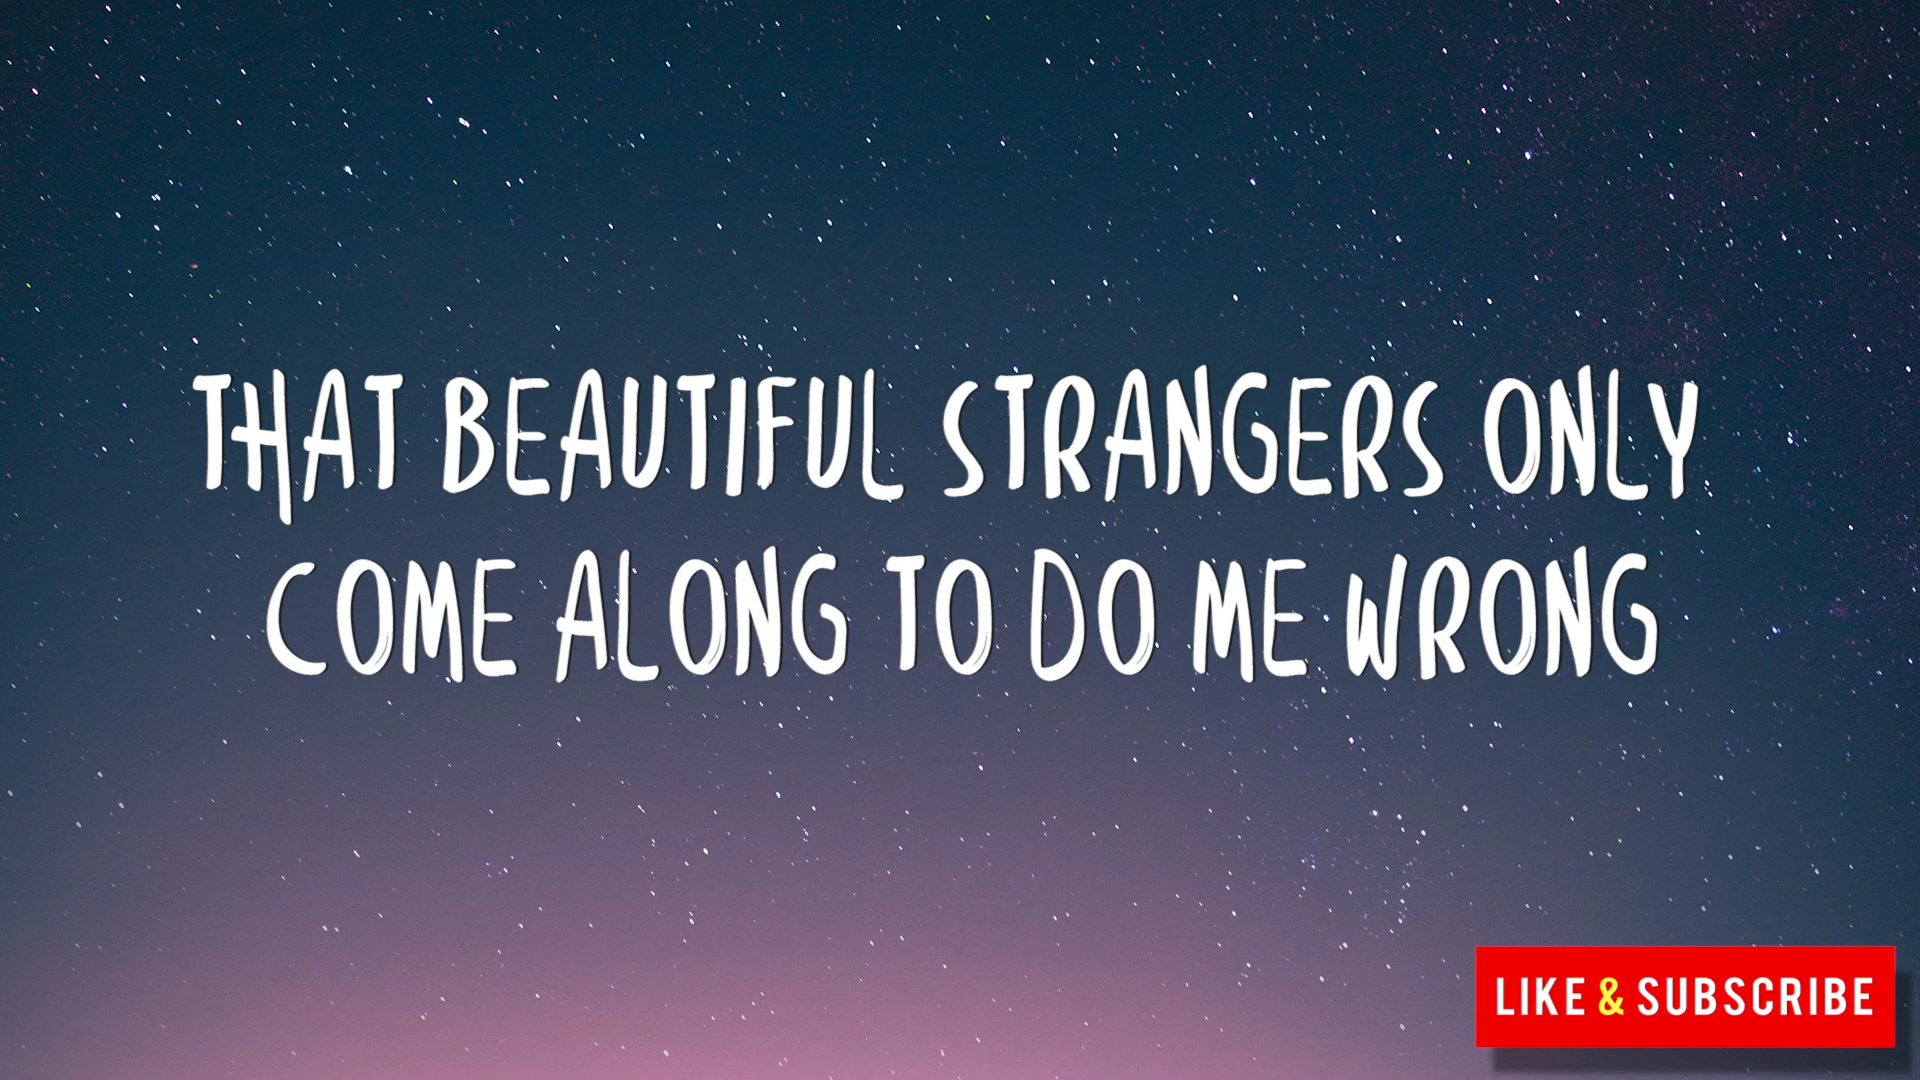 THAT BEAUTIFUL STRANGERS ONLY
COME ALONG TO DO ME WRONG
LIKE & SUBSCRIBE